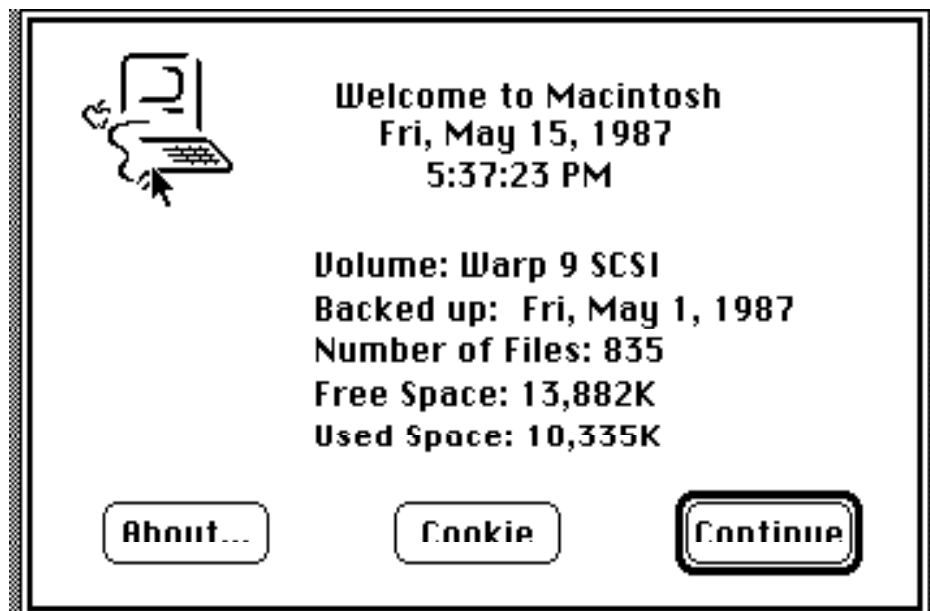 Welcome to Macintosh
Fri, May 15, 1987
5:37:23 PM
Volume: Warp 9 SCSI
Backed up: Fri, May 1, 1987
Number of Files: 835
Free Space: 13,882K
Used Space: 10,335K
About...
Cookie
Continue